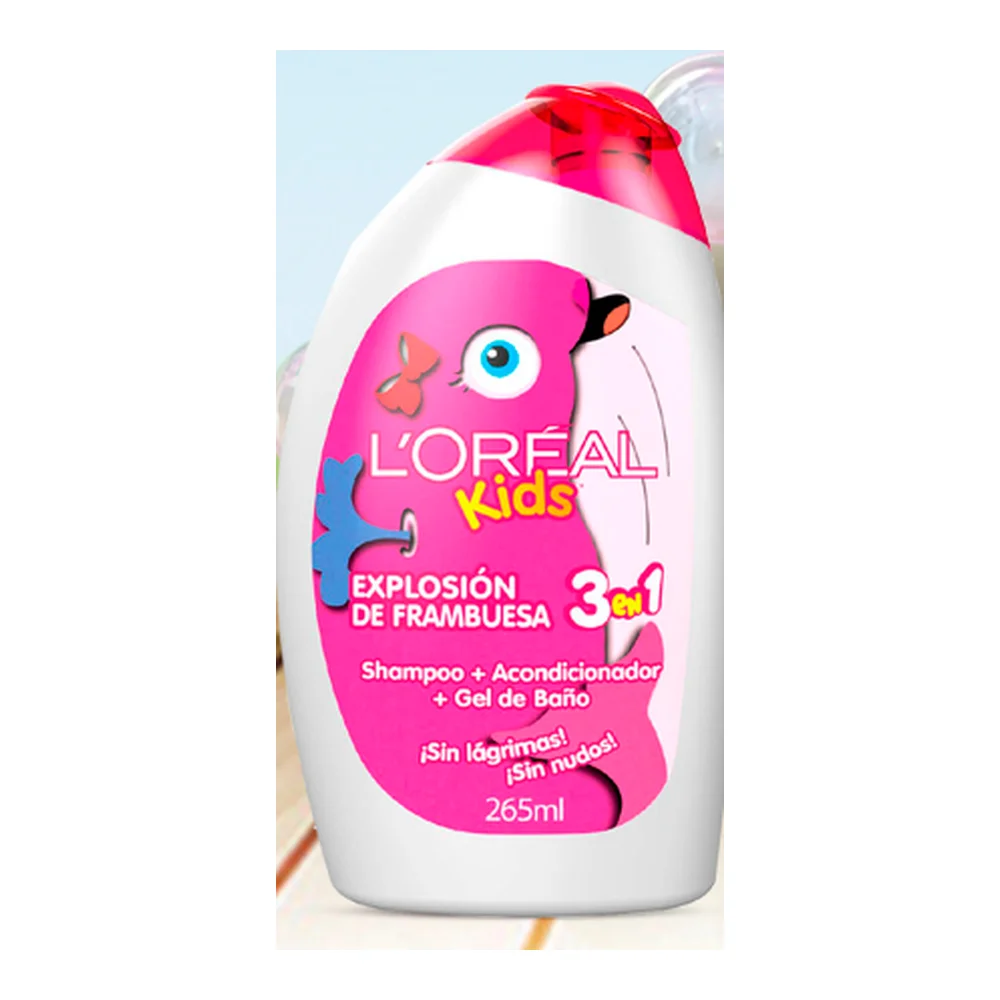 L'ORÉAL
Kids
EXPLOSIÓN
DE FRAMBUESA
3 en 1
Shampoo + Acondicionador
+ Gel de Baño
¡Sin lágrimas!
¡Sin nudos!
265ml